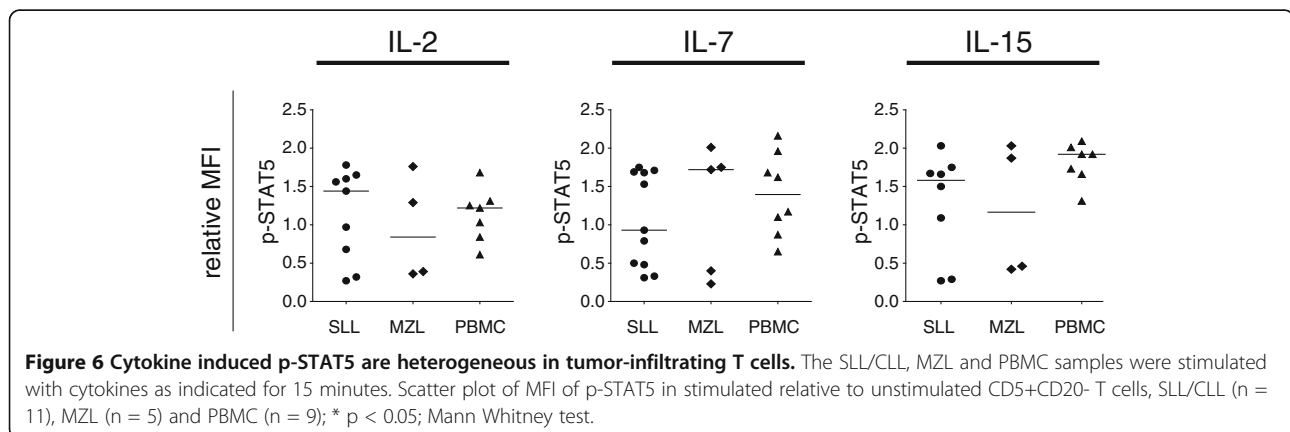 IL-2 IL-7 IL-15
relative MFI
p-STAT5
2.5
2.0
1.5
1.0
0.5
0.0
SLL MZL PBMC
p-STAT5
2.5
2.0
1.5
1.0
0.5
0.0
SLL MZL PBMC
p-STAT5
2.5
2.0
1.5
1.0
0.5
0.0
SLL MZL PBMC
Figure 6 Cytokine induced p-STAT5 are heterogeneous in tumor-infiltrating T cells. The SLL/CLL, MZL and PBMC samples were stimulated
with cytokines as indicated for 15 minutes. Scatter plot of MFI of p-STAT5 in stimulated relative to unstimulated CD5+CD20- T cells, SLL/CLL (n =
11), MZL (n = 5) and PBMC (n = 9); * p < 0.05; Mann Whitney test.